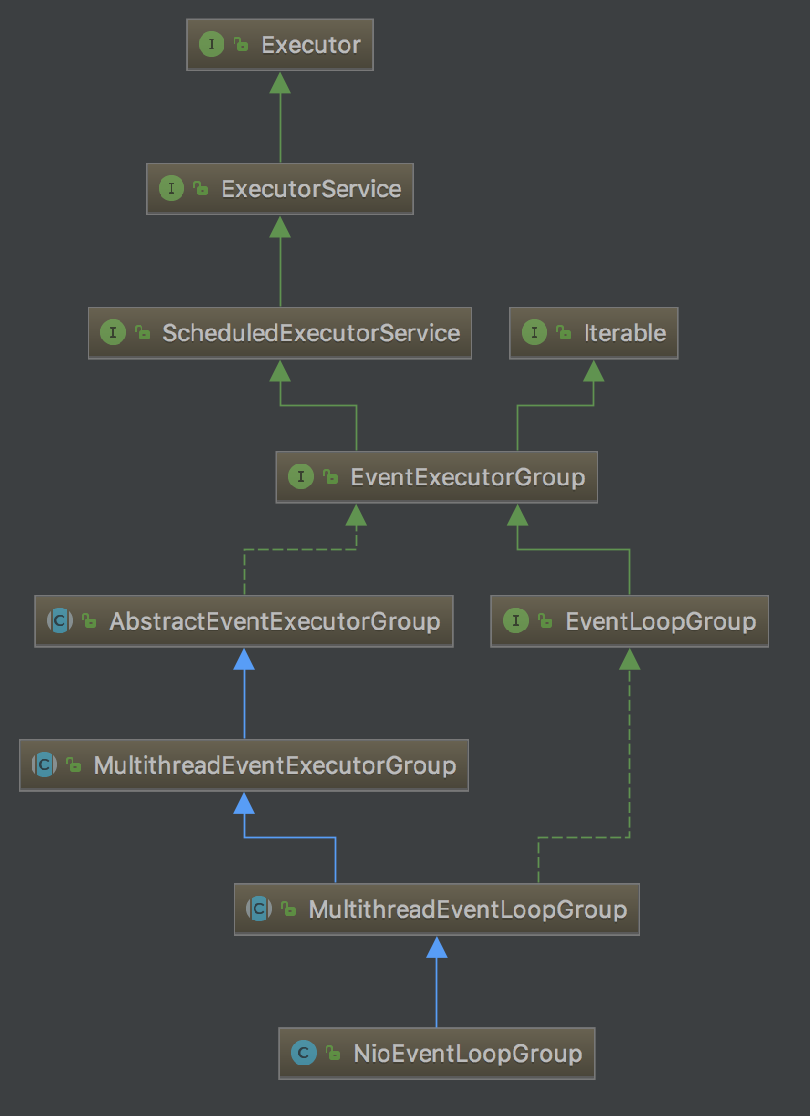 Executor
ExecutorService
ScheduledExecutorService
Iterable
EventExecutorGroup
AbstractEventExecutorGroup
EventLoopGroup
MultithreadEventExecutorGroup
MultithreadEventLoopGroup
NioEventLoopGroup